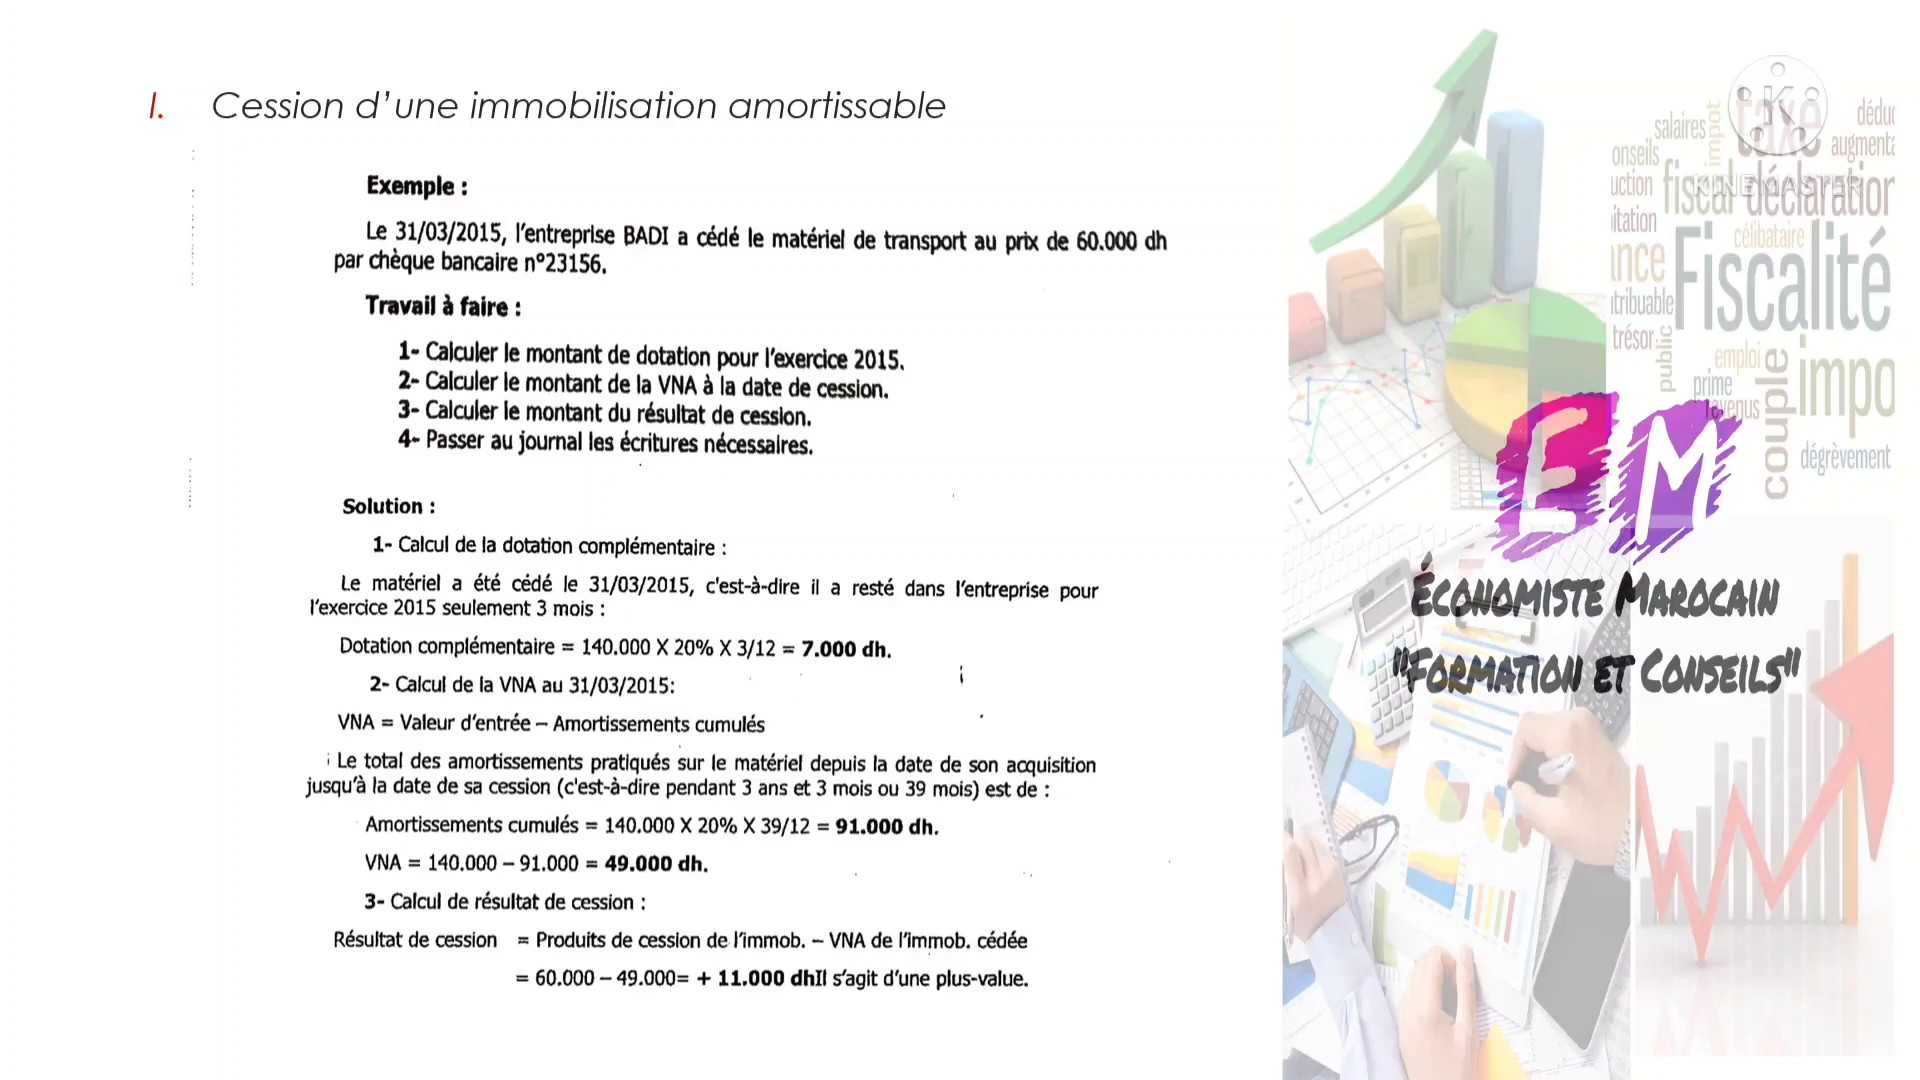 I. Cession d’une immobilisation amortissable
Exemple :
Le 31/03/2015, l’entreprise BADI a cédé le matériel de transport au prix de 60.000 dh
par chèque bancaire n°23156.
Travail à faire :
1- Calculer le montant de dotation pour l’exercice 2015.
2- Calculer le montant de la VNA à la date de cession.
3- Calculer le montant du résultat de cession.
4- Passer au journal les écritures nécessaires.
Solution :
1- Calcul de la dotation complémentaire :
Le matériel a été cédé le 31/03/2015, c'est-à-dire il a resté dans l’entreprise pour
l’exercice 2015 seulement 3 mois :
Dotation complémentaire = 140.000 X 20% X 3/12 = 7.000 dh.
2- Calcul de la VNA au 31/03/2015:
VNA = Valeur d’entrée – Amortissements cumulés
Le total des amortissements pratiqués sur le matériel depuis la date de son acquisition
jusqu’à la date de sa cession (c'est-à-dire pendant 3 ans et 3 mois ou 39 mois) est de :
Amortissements cumulés = 140.000 X 20% X 39/12 = 91.000 dh.
VNA = 140.000 – 91.000 = 49.000 dh.
3- Calcul de résultat de cession :
Résultat de cession = Produits de cession de l’immob. – VNA de l’immob. cédée
= 60.000 – 49.000= + 11.000 dhIl s’agit d’une plus-value.
K
KINEMASTER
salaires
impot
taxe
déduc
augmenta
onseils
uction
fiscal
déclaration
itation
célibataire
ance
Fiscalité
tribuable
trésor
public
emploi
prime
couple
impo
dégrèvement
EM
Économiste Marocain
"Formation et Conseils"